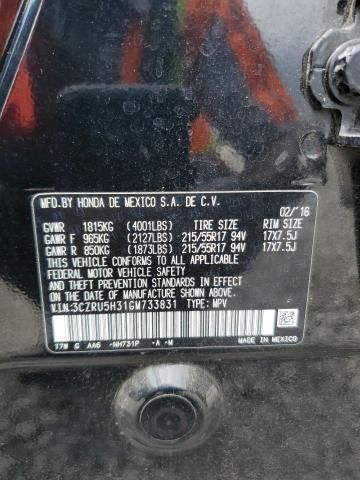 MFD.BY HONDA DE MEXICO S.A. DE C.V.
02/'16
GVWR 1815KG (4001LBS) TIRE SIZE RIM SIZE
GAWR F 965KG (2127LBS) 215/55R17 94V 17X7.5J
GAWR R 850KG (1873LBS) 215/55R17 94V 17X7.5J
THIS VEHICLE CONFORMS TO ALL APPLICABLE
FEDERAL MOTOR VEHICLE SAFETY AND THEFT PREVENTION
STANDARDS IN EFFECT ON THE DATE OF MANUFACTURE SHOWN ABOVE.
V.I.N:3CZRU5H31GM733831 TYPE: MPV
T7W G AA6 -NH731P -A -M
MADE IN MEXICO